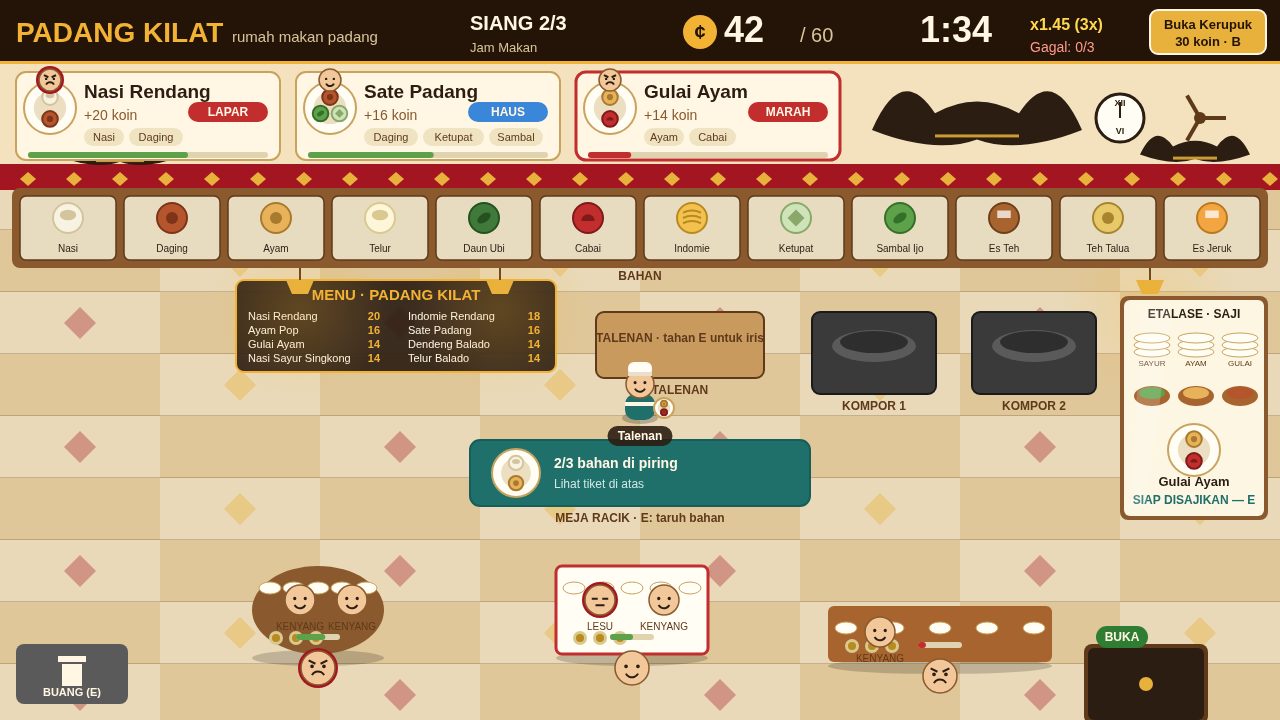 PADANG KILAT rumah makan padang
SIANG 2/3
Jam Makan
₵ 42 / 60
1:34
x1.45 (3x)
Gagal: 0/3
Buka Kerupuk
30 koin · B
Nasi Rendang
+20 koin
LAPAR
Nasi Daging
Sate Padang
+16 koin
HAUS
Daging Ketupat Sambal
Gulai Ayam
+14 koin
MARAH
Ayam Cabai
XII
VI
Nasi
Daging
Ayam
Telur
Daun Ubi
Cabai
Indomie
Ketupat
Sambal Ijo
Es Teh
Teh Talua
Es Jeruk
BAHAN
MENU · PADANG KILAT
Nasi Rendang 20
Ayam Pop 16
Gulai Ayam 14
Nasi Sayur Singkong 14
Indomie Rendang 18
Sate Padang 16
Dendeng Balado 14
Telur Balado 14
TALENAN · tahan E untuk iris
TALENAN
Talenan
KOMPOR 1
KOMPOR 2
ETALASE · SAJI
SAYUR AYAM GULAI
Gulai Ayam
SIAP DISAJIKAN — E
2/3 bahan di piring
Lihat tiket di atas
MEJA RACIK · E: taruh bahan
KENYANG KENYANG
LESU KENYANG
KENYANG
BUKA
BUANG (E)